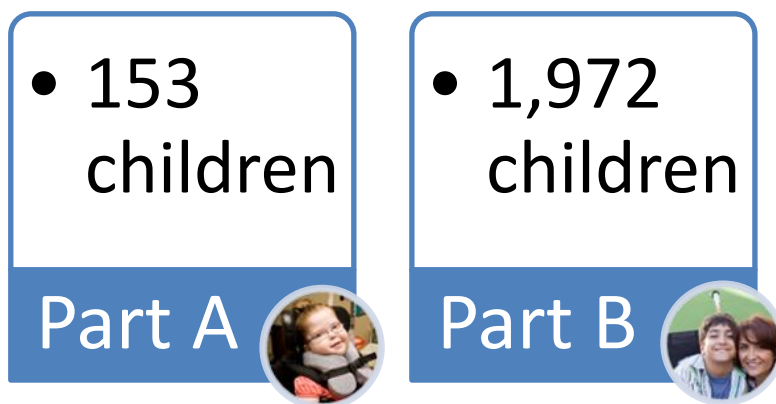 • 153
children
Part A
• 1,972
children
Part B